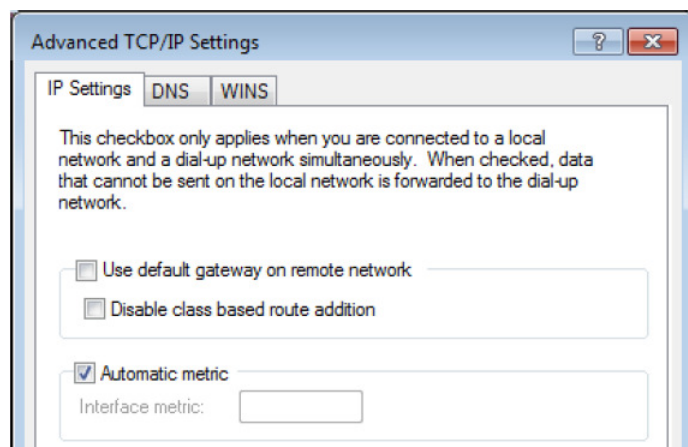 Advanced TCP/IP Settings
IP Settings DNS WINS
This checkbox only applies when you are connected to a local
network and a dial-up network simultaneously. When checked, data
that cannot be sent on the local network is forwarded to the dial-up
network.
Use default gateway on remote network
Disable class based route addition
Automatic metric
Interface metric: